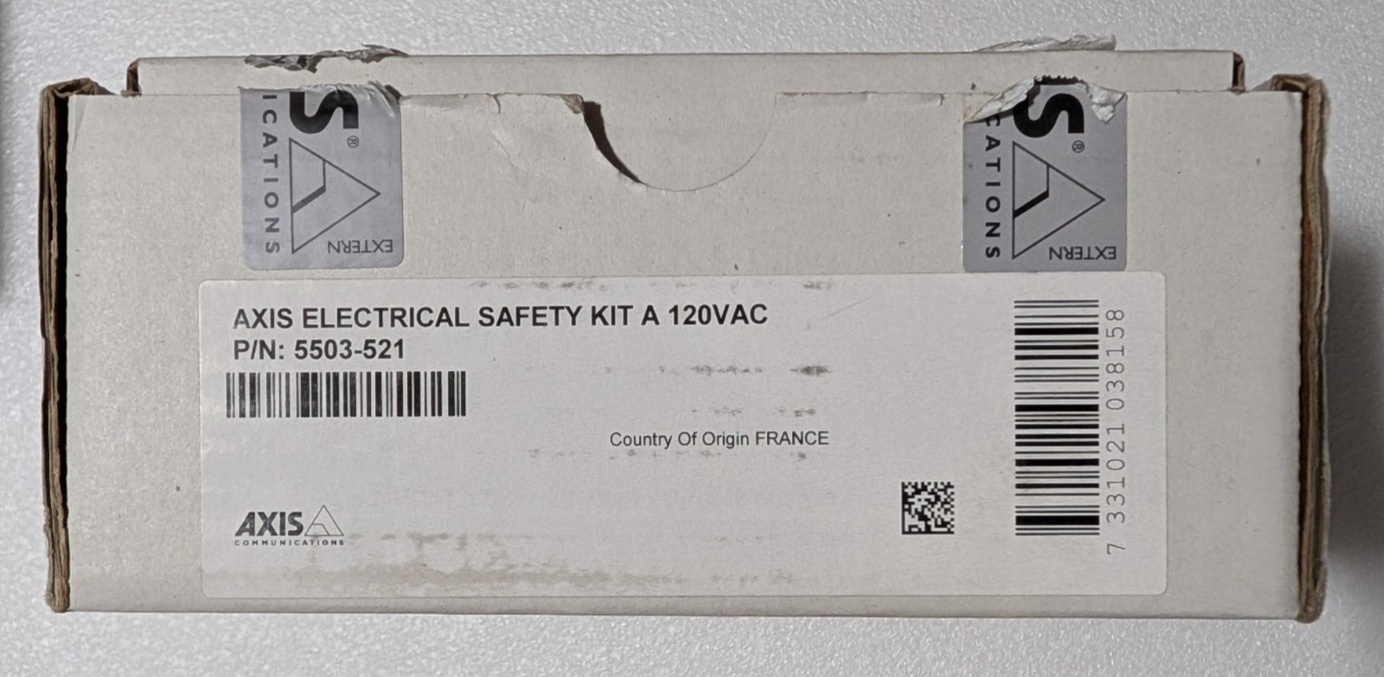 S®
ICATIONS
EXTERN
IS®
CATIONS
EXTERN
AXIS ELECTRICAL SAFETY KIT A 120VAC
P/N: 5503-521
Country Of Origin FRANCE
7 331021 038158
AXIS
COMMUNICATIONS